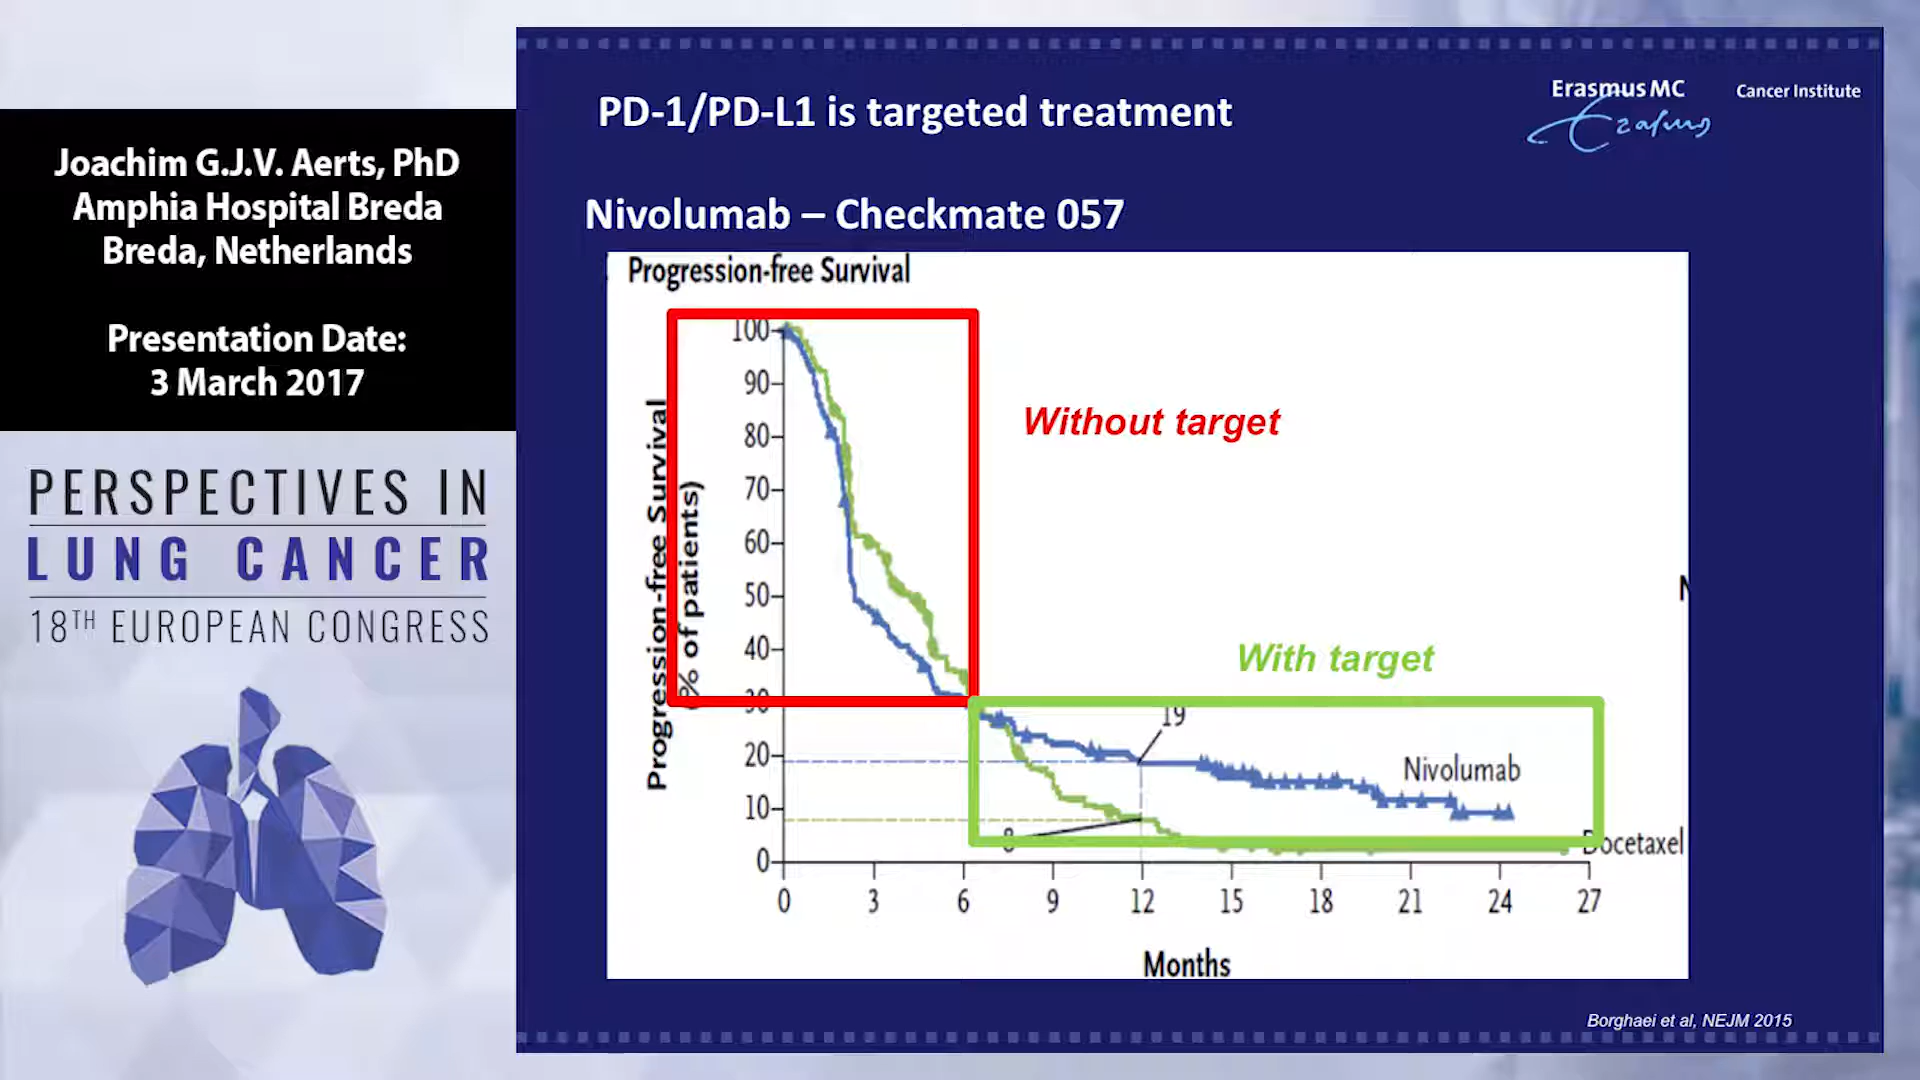 Joachim G.J.V. Aerts, PhD
Amphia Hospital Breda
Breda, Netherlands
Presentation Date:
3 March 2017
PERSPECTIVES IN
LUNG CANCER
18TH EUROPEAN CONGRESS
PD-1/PD-L1 is targeted treatment
Erasmus MC
Cancer Institute
Erasmus
Nivolumab – Checkmate 057
Progression-free Survival
Progression-free Survival
(% of patients)
100
90
80
70
60
50
40
30
20
10
0
Without target
With target
19
8
Nivolumab
Docetaxel
N
0 3 6 9 12 15 18 21 24 27
Months
Borghaei et al, NEJM 2015